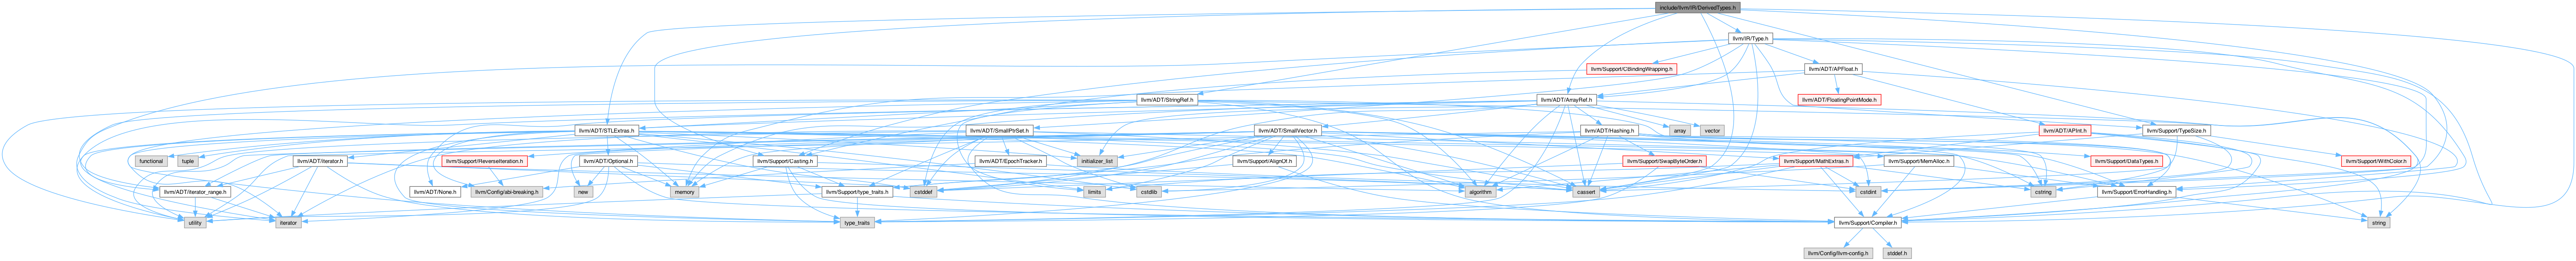 include/llvm/IR/DerivedTypes.h
llvm/IR/Type.h
llvm/Support/CBindingWrapping.h
llvm/ADT/APFloat.h
llvm/ADT/StringRef.h
llvm/ADT/ArrayRef.h
llvm/ADT/FloatingPointMode.h
llvm/ADT/STLExtras.h
llvm/ADT/SmallPtrSet.h
llvm/ADT/SmallVector.h
llvm/ADT/Hashing.h
array
vector
llvm/ADT/APInt.h
llvm/Support/TypeSize.h
functional
tuple
llvm/ADT/iterator.h
llvm/Support/ReverseIteration.h
llvm/ADT/Optional.h
initializer_list
llvm/Support/Casting.h
llvm/ADT/EpochTracker.h
llvm/Support/AlignOf.h
llvm/Support/SwapByteOrder.h
llvm/Support/MathExtras.h
llvm/Support/MemAlloc.h
llvm/Support/DataTypes.h
llvm/Support/WithColor.h
llvm/ADT/iterator_range.h
llvm/ADT/None.h
llvm/Config/abi-breaking.h
new
memory
llvm/Support/type_traits.h
cstddef
limits
cstdlib
algorithm
cassert
cstdint
cstring
llvm/Support/ErrorHandling.h
utility
iterator
type_traits
llvm/Support/Compiler.h
string
llvm/Config/llvm-config.h
stddef.h